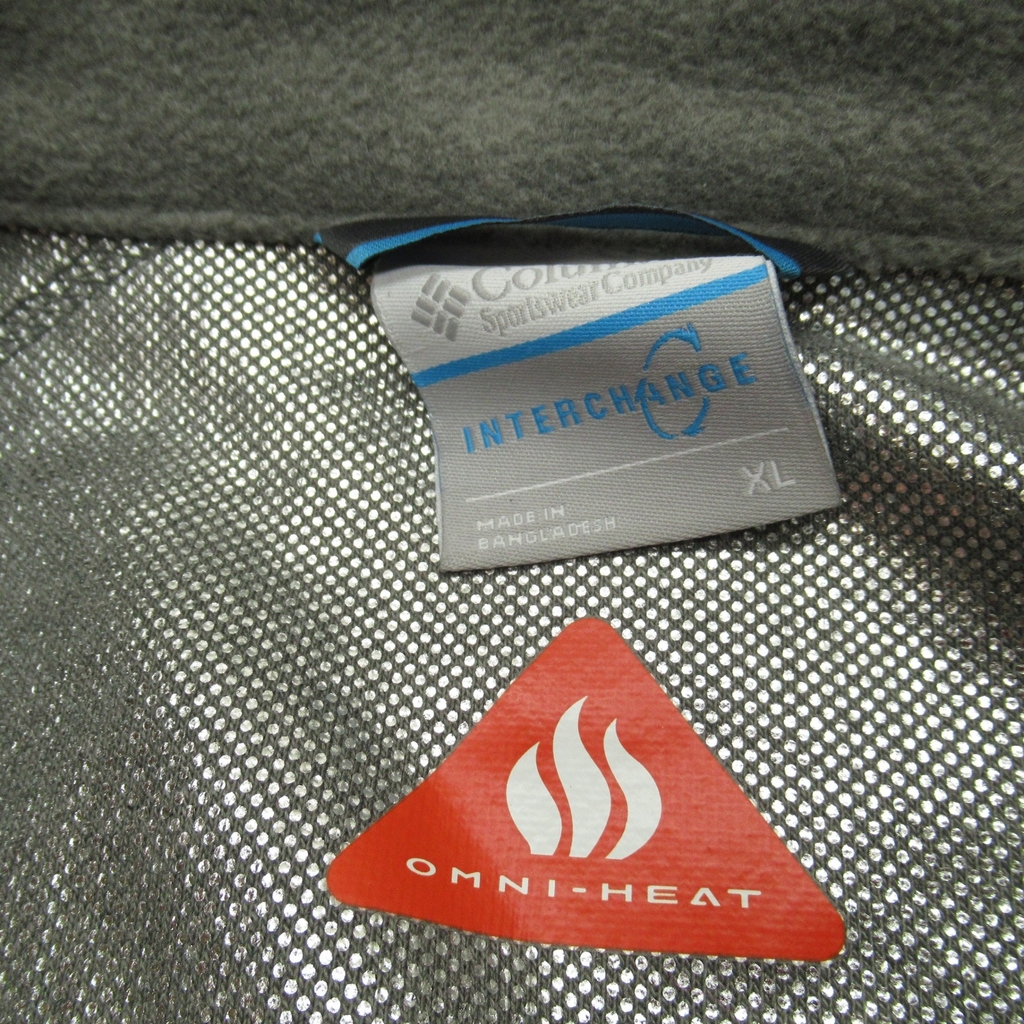 Sportswear Company
INTERCHANGE
XL
MADE IN
BANGLADESH
OMNI-HEAT